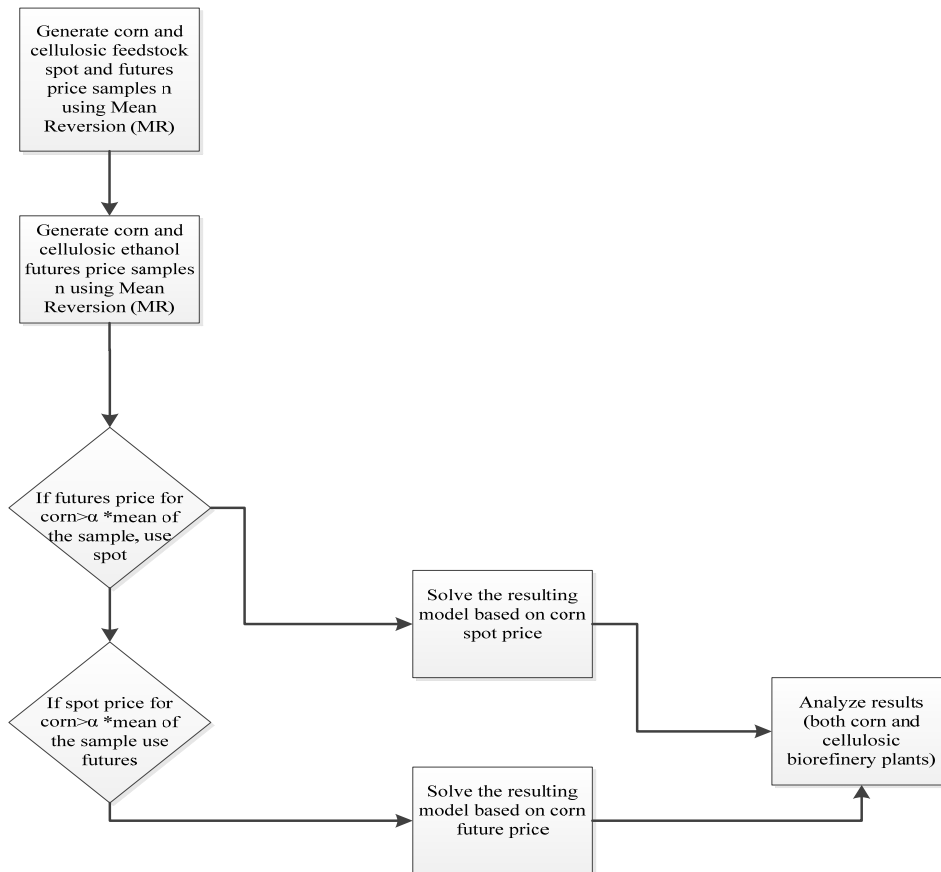 Generate corn and
cellulosic feedstock
spot and futures
price samples n
using Mean
Reversion (MR)
Generate corn and
cellulosic ethanol
futures price samples
n using Mean
Reversion (MR)
If futures price for
corn>α *mean of
the sample, use
spot
Solve the resulting
model based on corn
spot price
If spot price for
corn>α *mean of
the sample use
futures
Analyze results
(both corn and
cellulosic
biorefinery plants)
Solve the resulting
model based on corn
future price